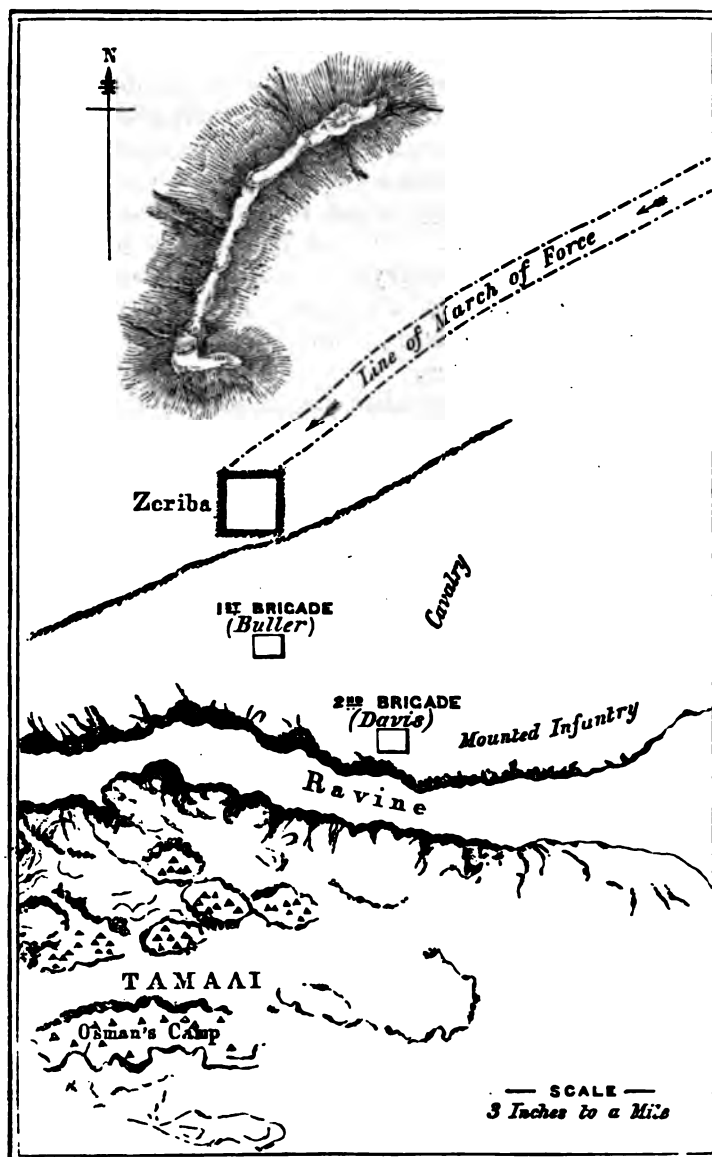 N
Line of March of Force
Zeriba
Cavalry
1ST BRIGADE
(Buller)
2ND BRIGADE
(Davis)
Mounted Infantry
Ravine
TAMAAI
Osman's Camp
SCALE
3 Inches to a Mile